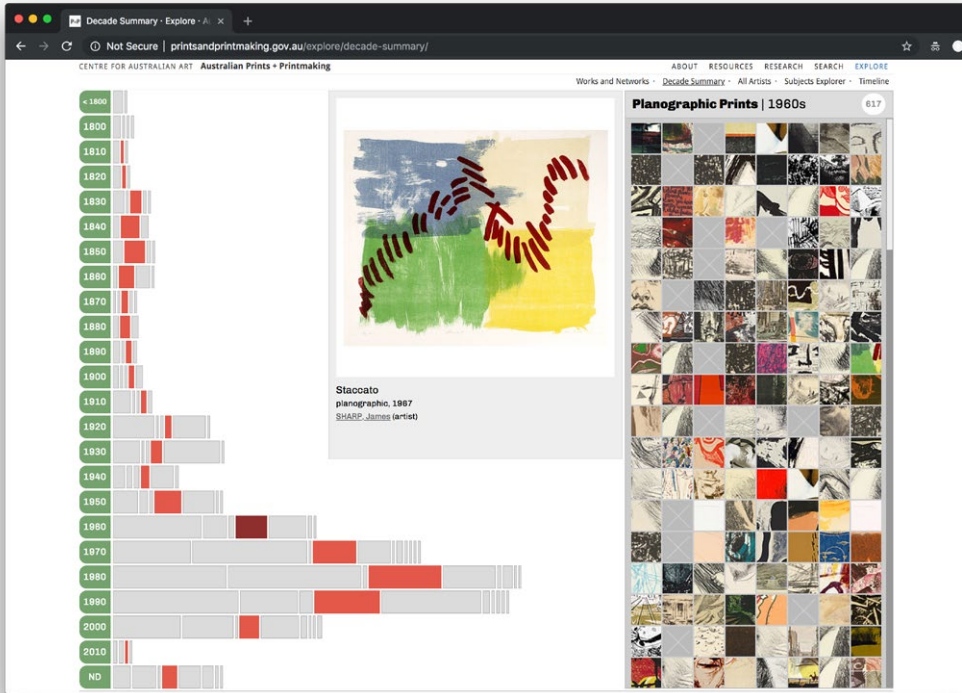 Decade Summary · Explore · Au
Not Secure | printsandprintmaking.gov.au/explore/decade-summary/
CENTRE FOR AUSTRALIAN ART Australian Prints + Printmaking
ABOUT RESOURCES RESEARCH SEARCH EXPLORE
Works and Networks · Decade Summary · All Artists · Subjects Explorer · Timeline
< 1800
1800
1810
1820
1830
1840
1850
1860
1870
1880
1890
1900
1910
1920
1930
1940
1950
1960
1970
1980
1990
2000
2010
ND
Staccato
planographic, 1967
SHARP, James (artist)
Planographic Prints | 1960s
617